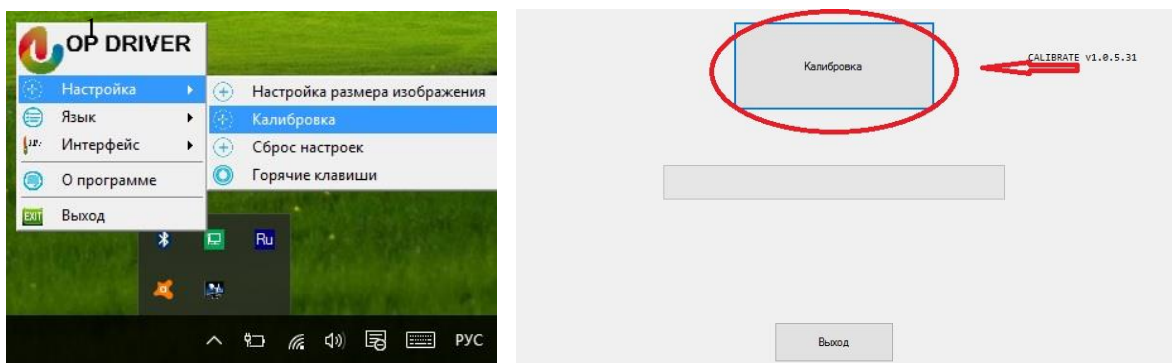 1
OP DRIVER
Настройка
Язык
Интерфейс
О программе
EXIT Выход
Настройка размера изображения
Калибровка
Сброс настроек
Горячие клавиши
Ru
РУС
Калибровка
CALIBRATE v1.0.5.31
Выход